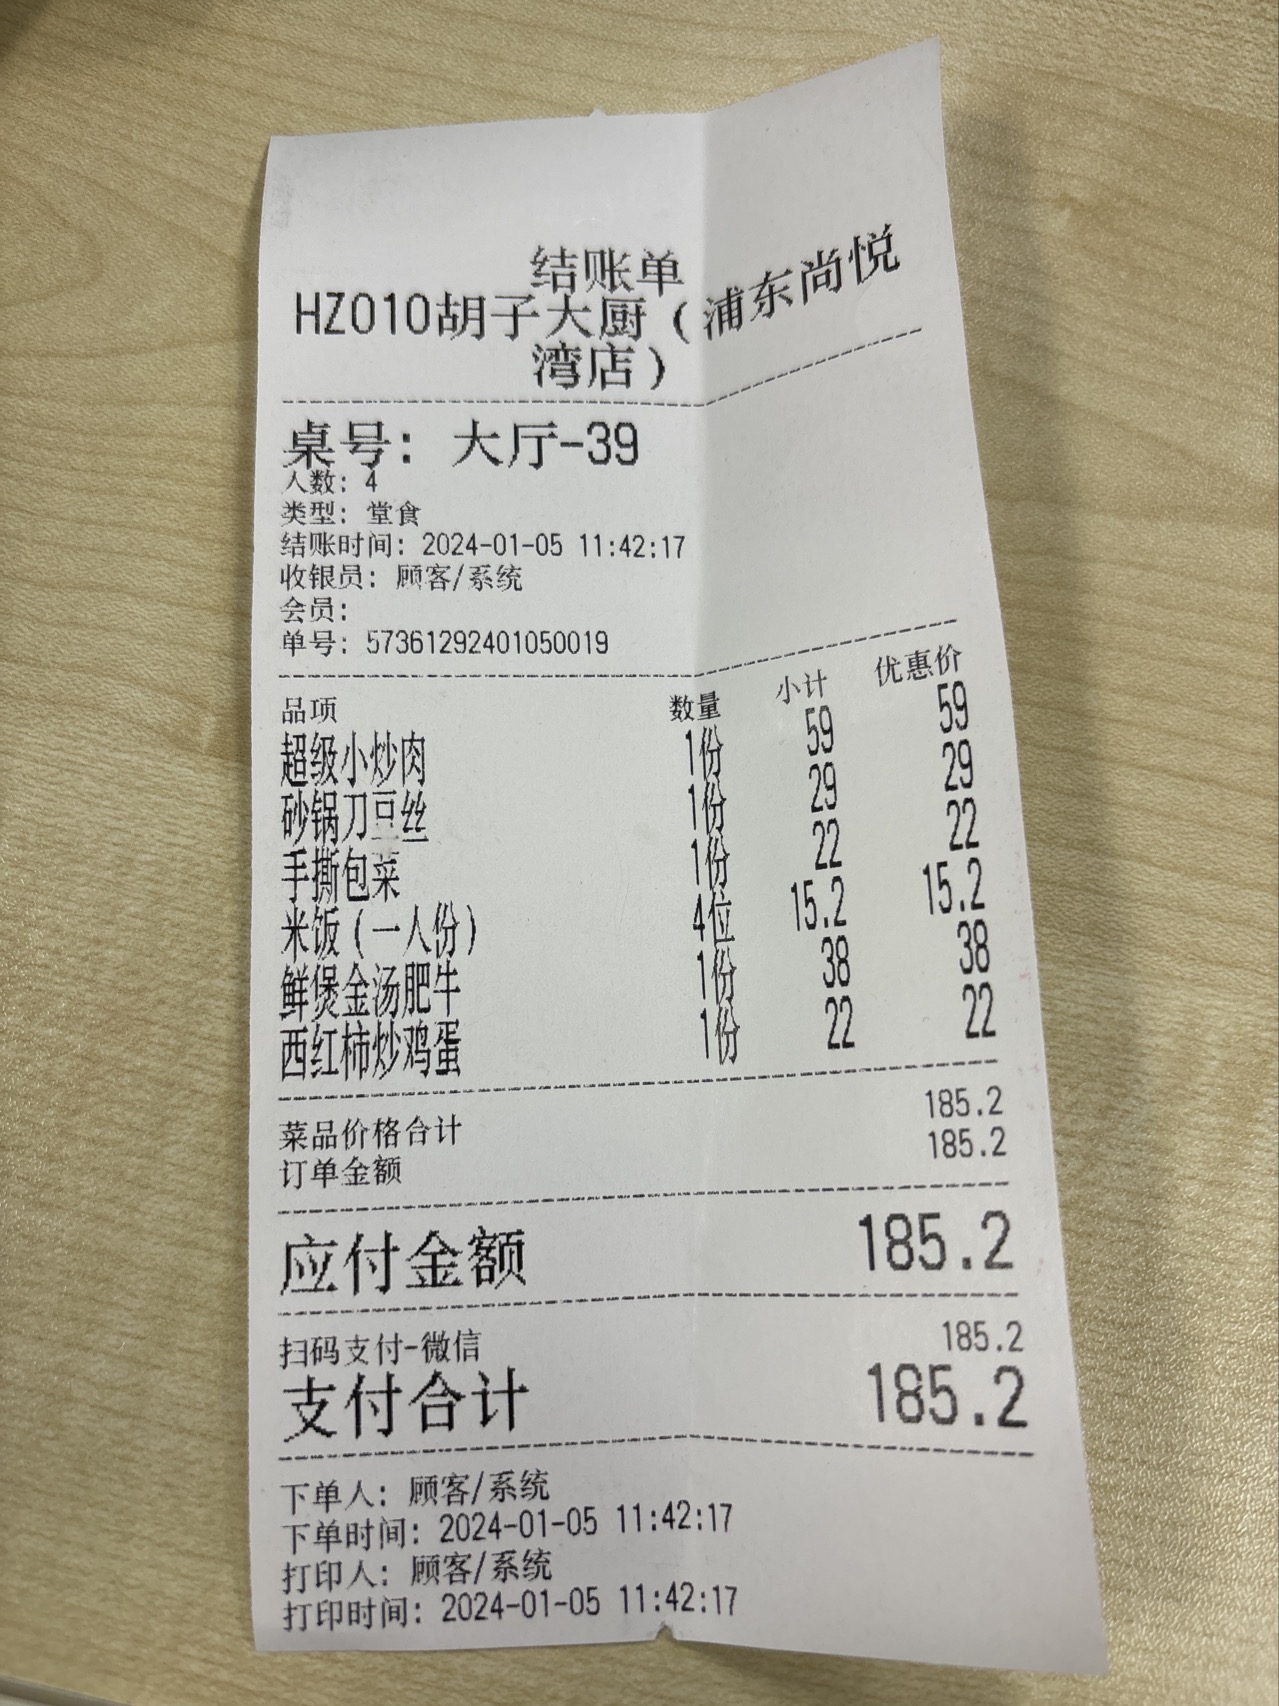 结账单
HZ010胡子大厨（浦东尚悦
湾店）
桌号：大厅-39
人数：4
类型：堂食
结账时间：2024-01-05 11:42:17
收银员：顾客/系统
会员：
单号：57361292401050019
品项 数量 小计 优惠价
超级小炒肉 1份 59 59
砂锅刀豆丝 1份 29 29
手撕包菜 1份 22 22
米饭（一人份） 4位 15.2 15.2
鲜煲金汤肥牛 1份 38 38
西红柿炒鸡蛋 1份 22 22
菜品价格合计 185.2
订单金额 185.2
应付金额 185.2
扫码支付-微信 185.2
支付合计 185.2
下单人：顾客/系统
下单时间：2024-01-05 11:42:17
打印人：顾客/系统
打印时间：2024-01-05 11:42:17